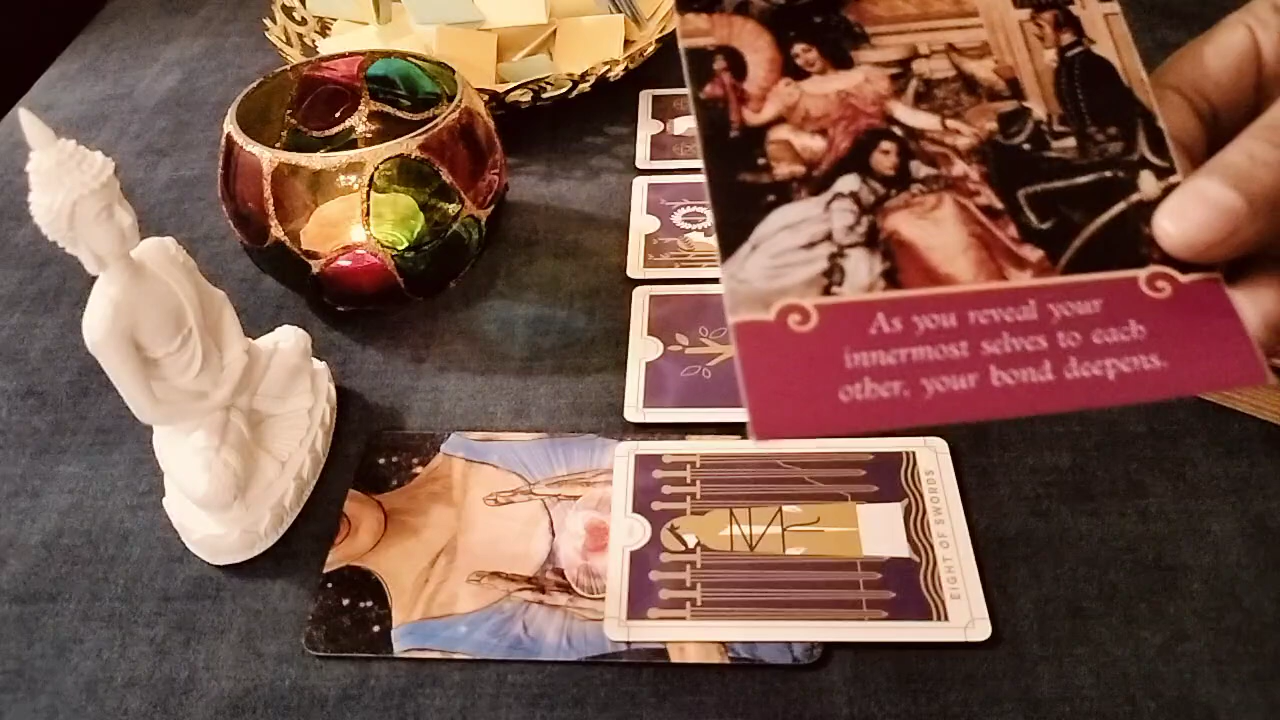 As you reveal your
innermost selves to each
other, your bond deepens.
EIGHT OF SWORDS